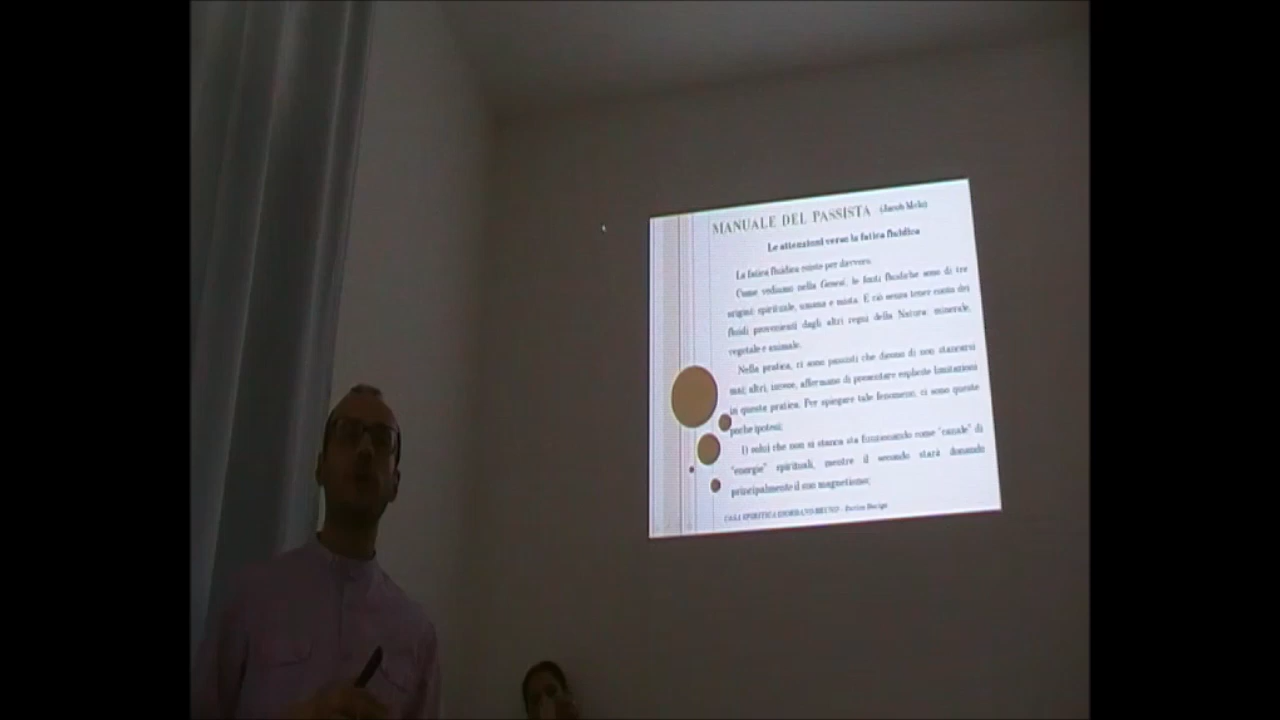 MANUALE DEL PASSISTA (Jacob Melo)
Le attenzioni verso la fatica fluidica
La fatica fluidica esiste per davvero.
Come vediamo nella Genesi, le fonti fluidiche sono di tre
origini: spirituale, umana e mista. E ciò senza tener conto dei
fluidi provenienti dagli altri regni della Natura: minerale,
vegetale e animale.
Nella pratica, ci sono passisti che dicono di non stancarsi
mai; altri, invece, affermano di presentare esplicite limitazioni
in questa pratica. Per spiegare tale fenomeno, ci sono queste
poche ipotesi:
1) colui che non si stanca sta funzionando come "canale" di
"energie" spirituali, mentre il secondo starà donando
principalmente il suo magnetismo;
CASA SPIRITICA GIORDANO BRUNO -